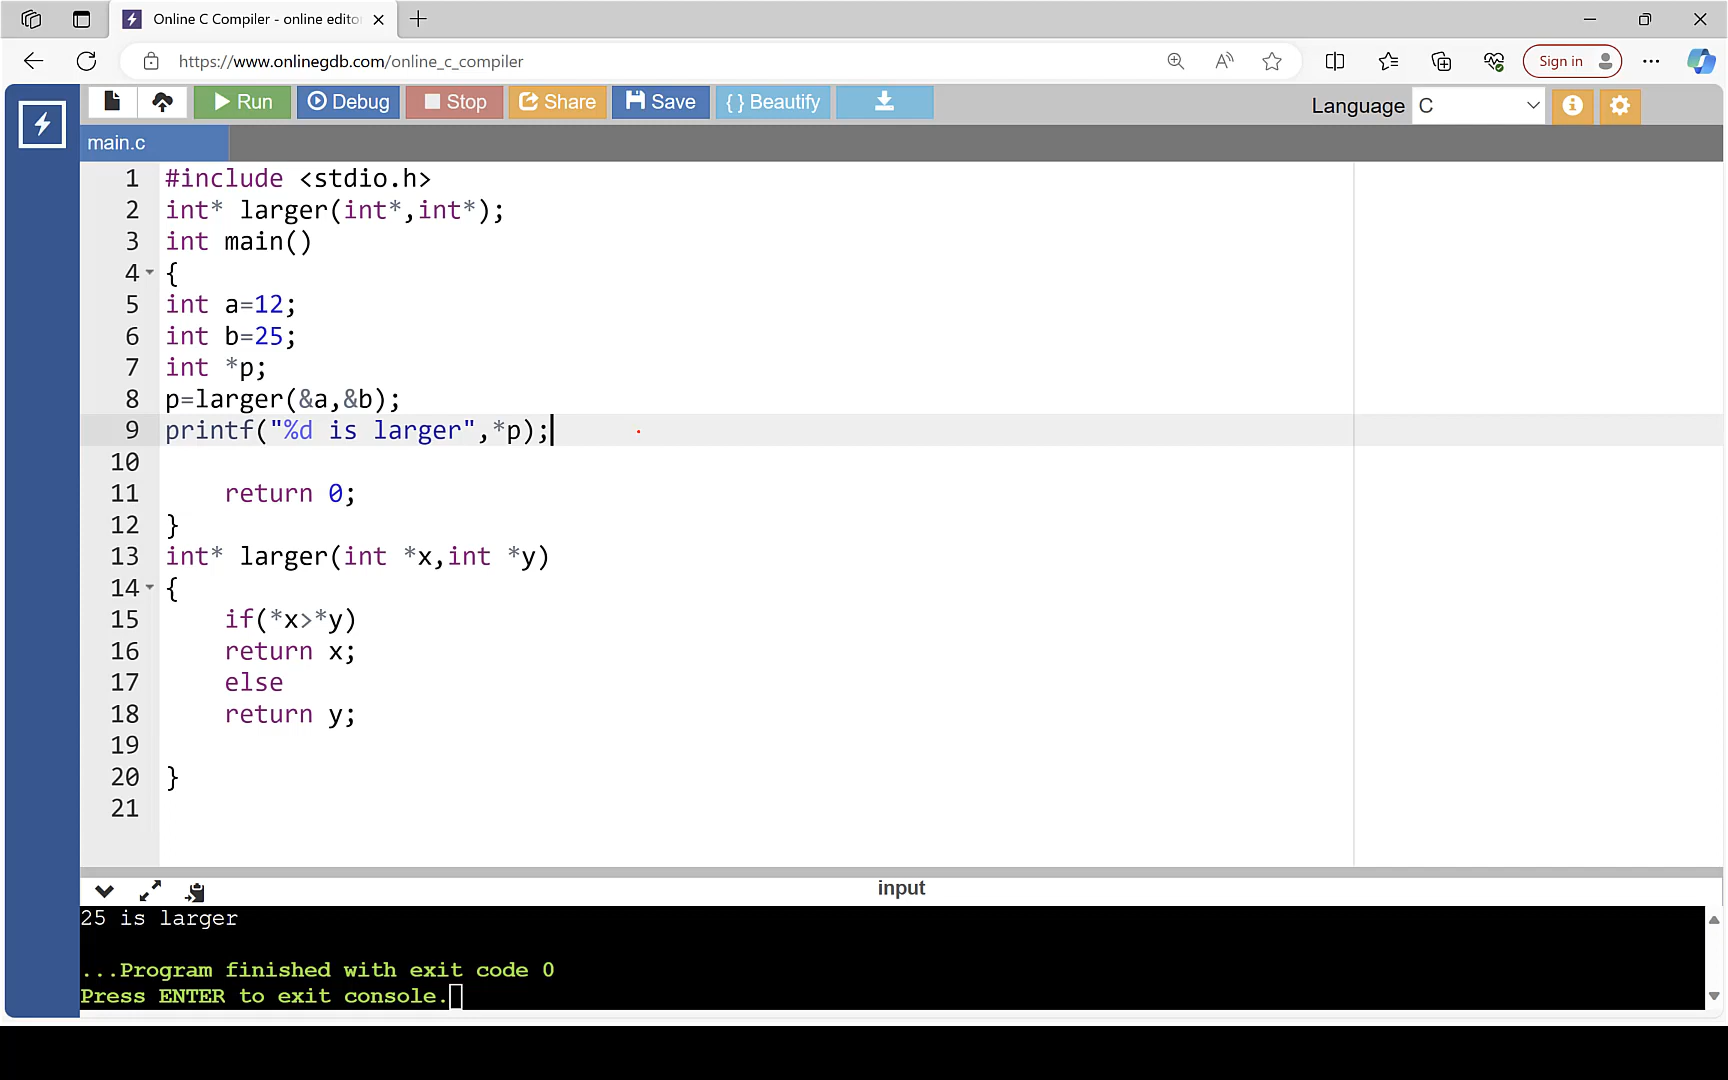 Online C Compiler - online edito
https://www.onlinegdb.com/online_c_compiler
Sign in
Run
Debug
Stop
Share
Save
{ } Beautify
Language C
main.c
1 #include <stdio.h>
2 int* larger(int*,int*);
3 int main()
4 {
5 int a=12;
6 int b=25;
7 int *p;
8 p=larger(&a,&b);
9 printf("%d is larger",*p);
10
11     return 0;
12 }
13 int* larger(int *x,int *y)
14 {
15     if(*x>*y)
16     return x;
17     else
18     return y;
19
20 }
21
input
25 is larger
...Program finished with exit code 0
Press ENTER to exit console.